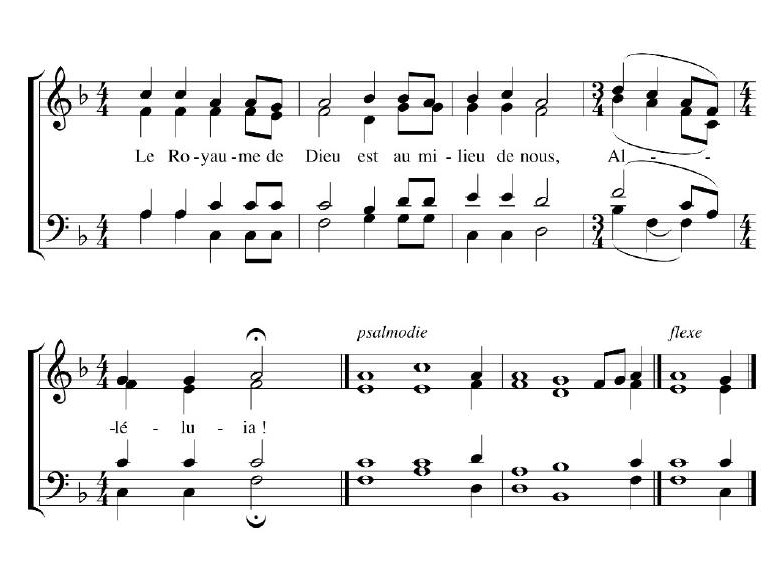 Le Ro - yau - me de Dieu est au mi - lieu de nous, Al - -
psalmodie flexe
-lé - lu - ia !